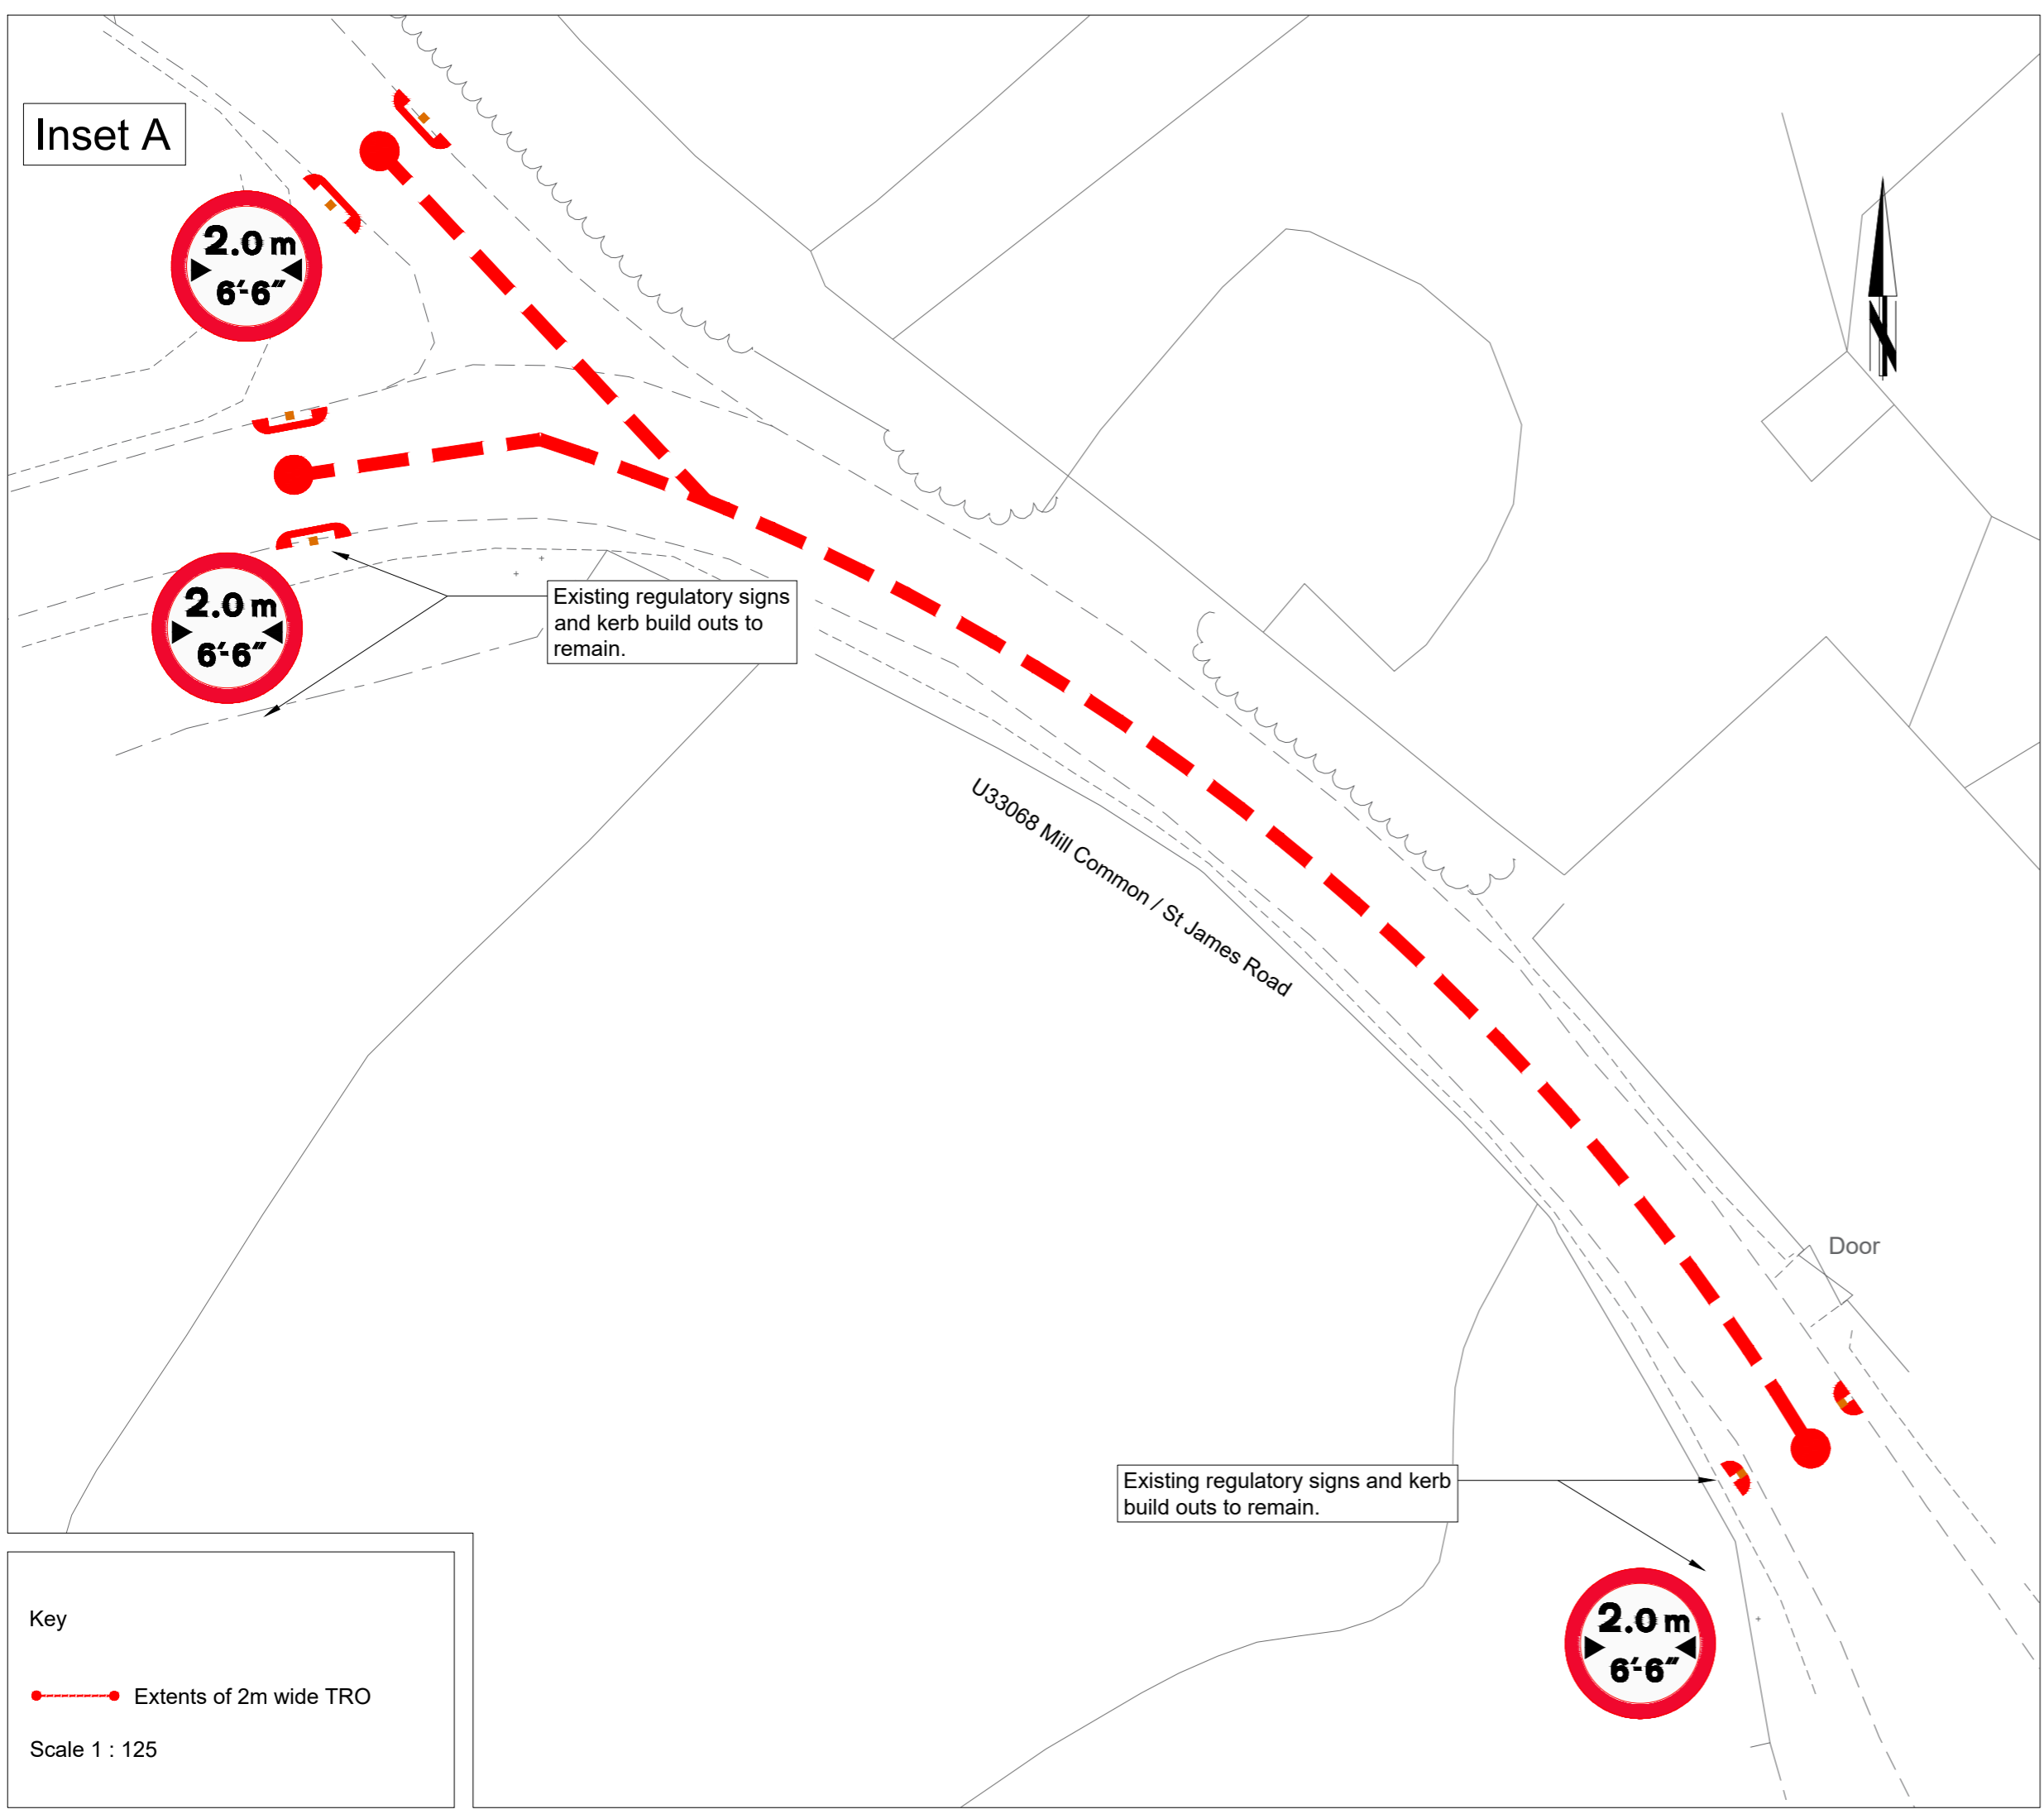 Inset A
2.0 m
6'-6"
2.0 m
6'-6"
Existing regulatory signs
and kerb build outs to
remain.
N
U33068 Mill Common / St James Road
Door
Existing regulatory signs and kerb
build outs to remain.
2.0 m
6'-6"
Key
Extents of 2m wide TRO
Scale 1 : 125